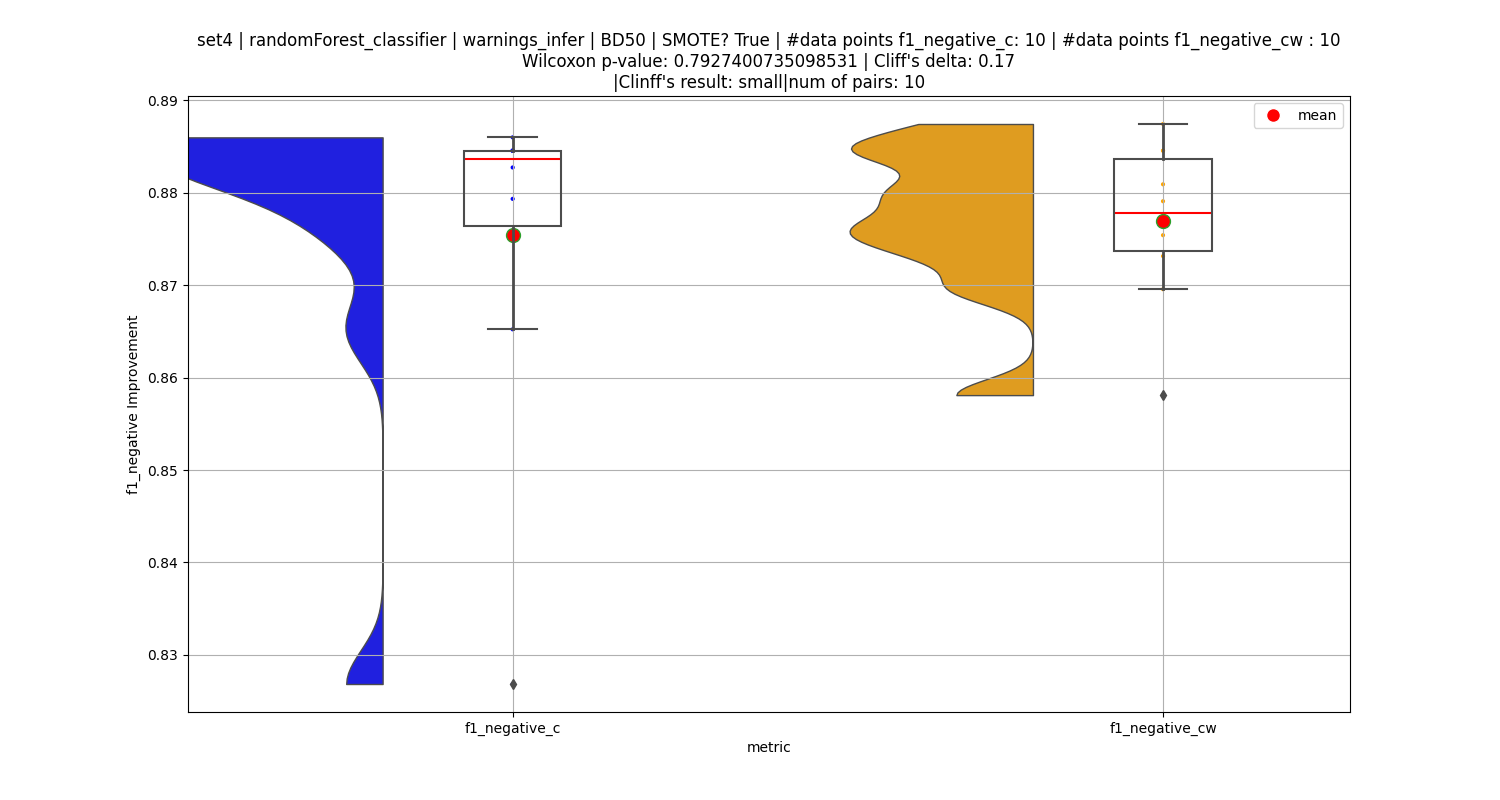 set4 | randomForest_classifier | warnings_infer | BD50 | SMOTE? True | #data points f1_negative_c: 10 | #data points f1_negative_cw : 10
Wilcoxon p-value: 0.7927400735098531 | Cliff's delta: 0.17
|Clinff's result: small|num of pairs: 10
mean
0.89
0.88
0.87
0.86
0.85
0.84
0.83
f1_negative Improvement
f1_negative_c
f1_negative_cw
metric